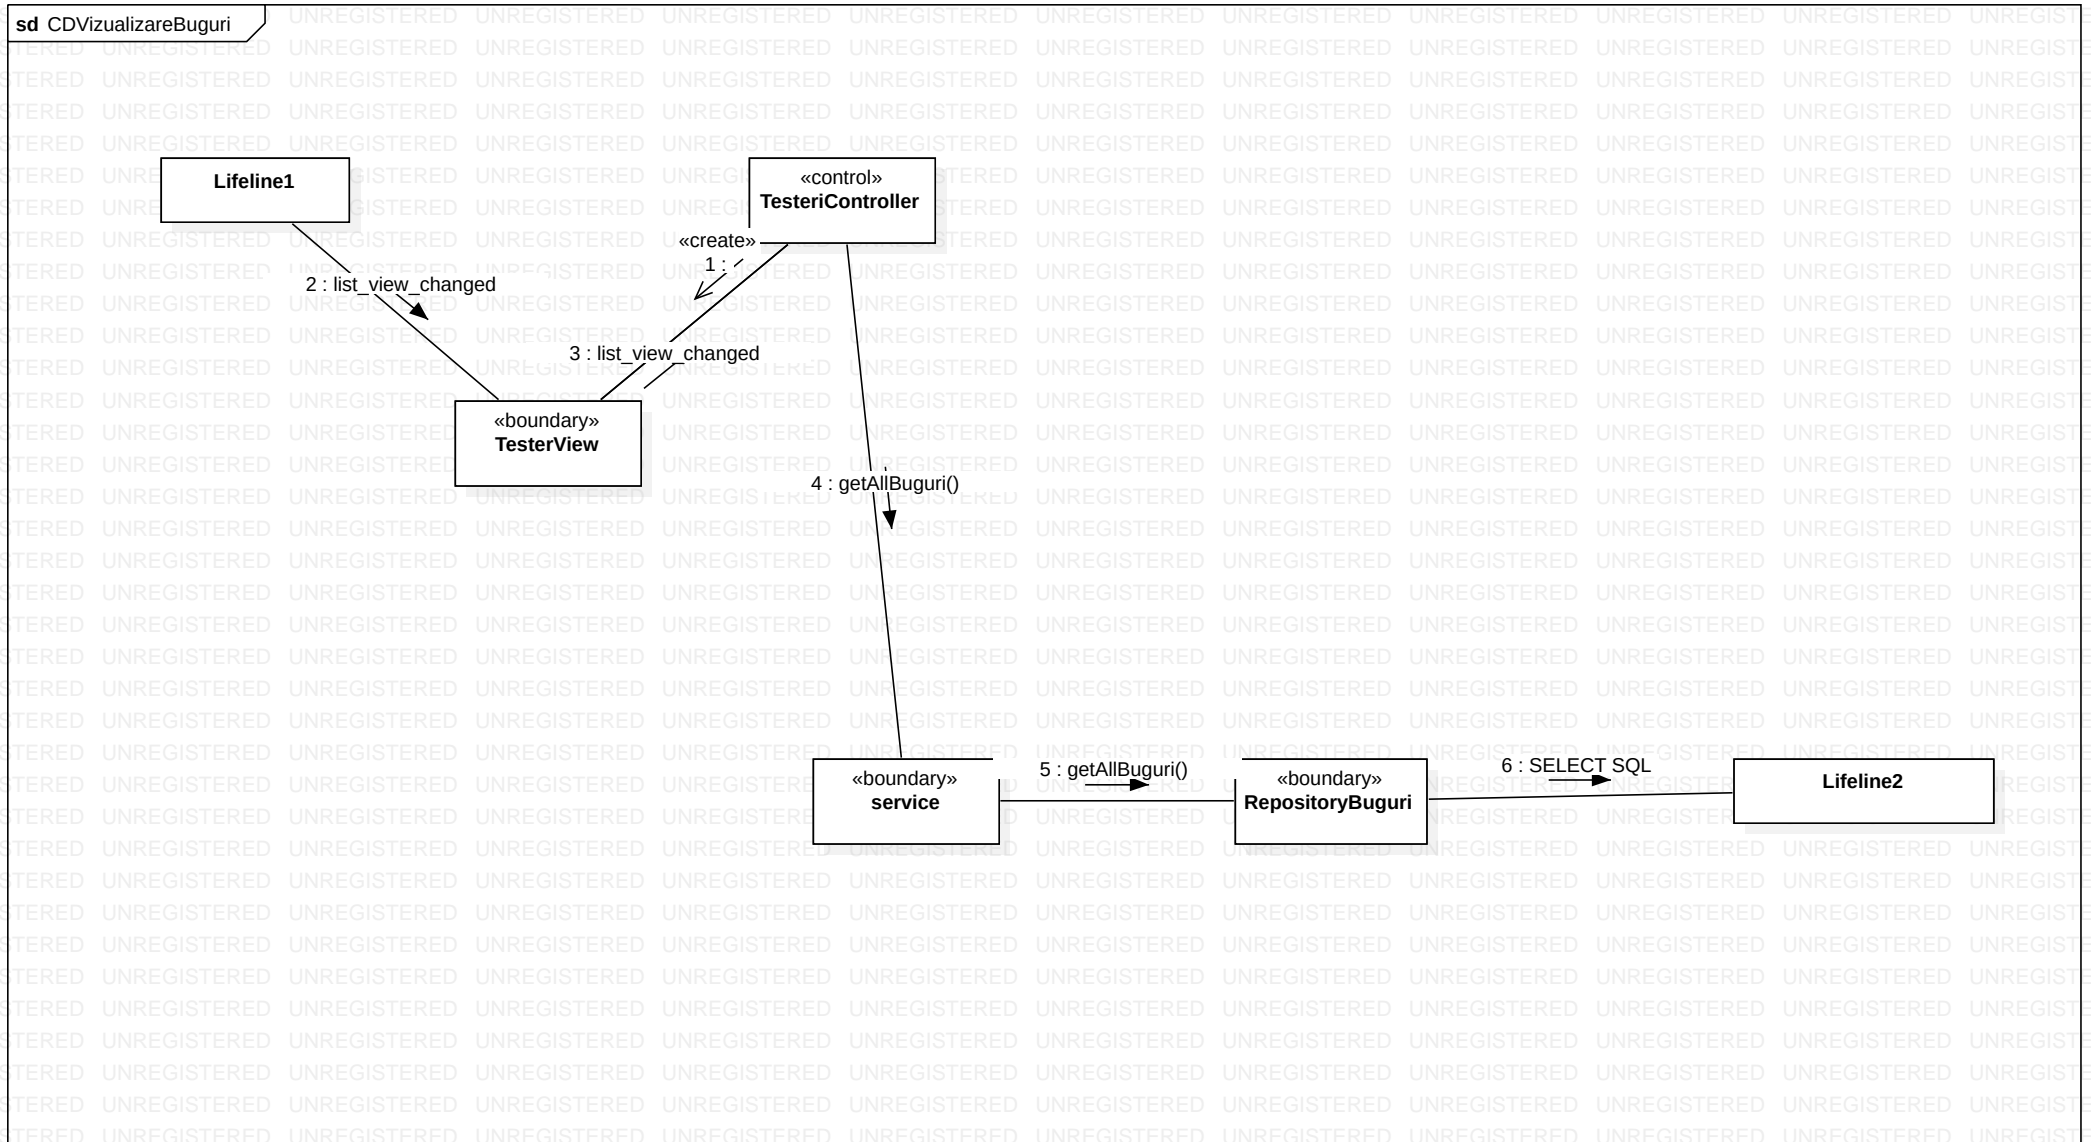 sd CDVizualizareBuguri
Lifeline1
«control»
TesteriController
«create»
1 :
2 : list_view_changed
3 : list_view_changed
«boundary»
TesterView
4 : getAllBuguri()
«boundary»
service
5 : getAllBuguri()
«boundary»
RepositoryBuguri
6 : SELECT SQL
Lifeline2
UNREGISTERED